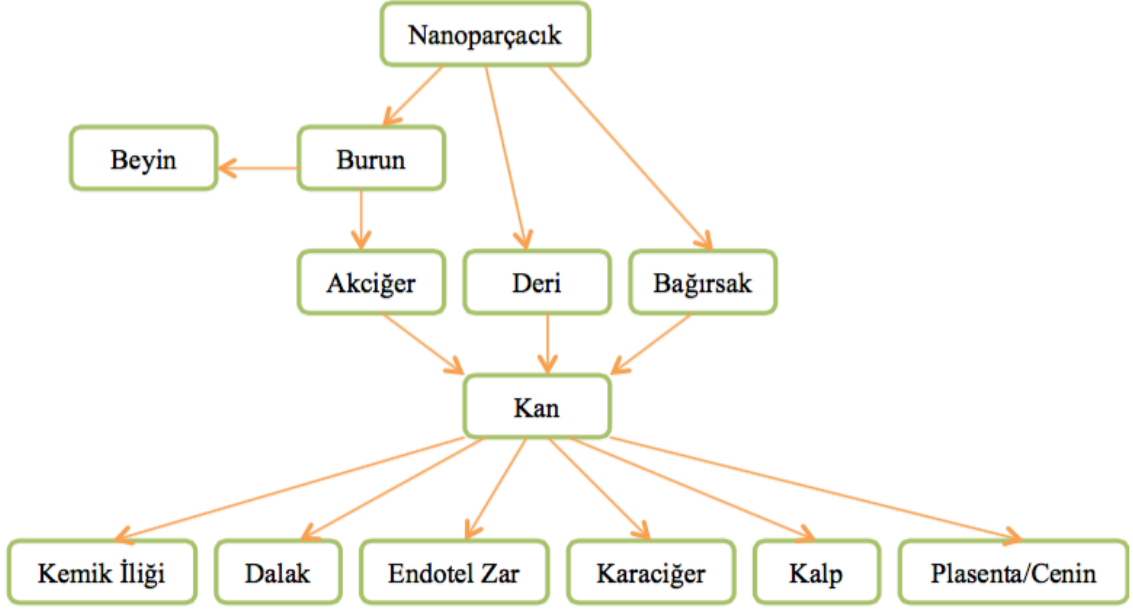 Nanoparçacık
Beyin
Burun
Akciğer
Deri
Bağırsak
Kan
Kemik İliği
Dalak
Endotel Zar
Karaciğer
Kalp
Plasenta/Cenin